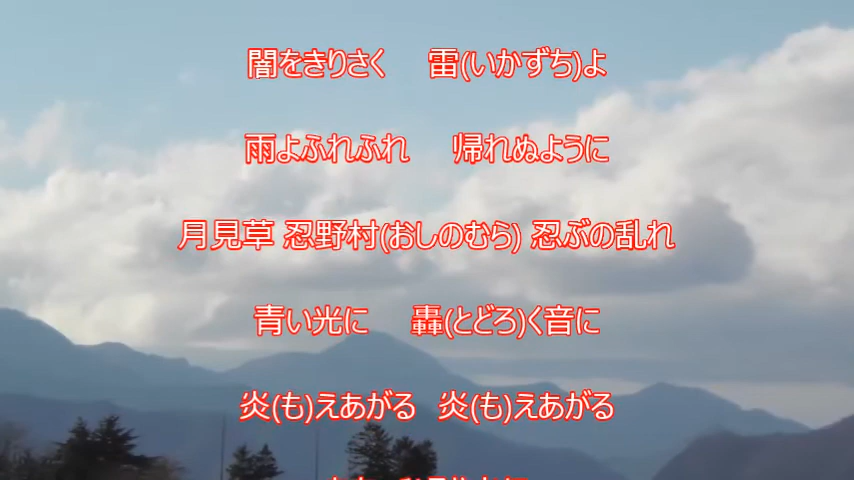 闇をきりさく 雷(いかずち)よ
雨よふれふれ 帰れぬように
月見草 忍野村(おしのむら) 忍ぶの乱れ
青い光に 轟(とどろ)く音に
炎(も)えあがる 炎(も)えあがる